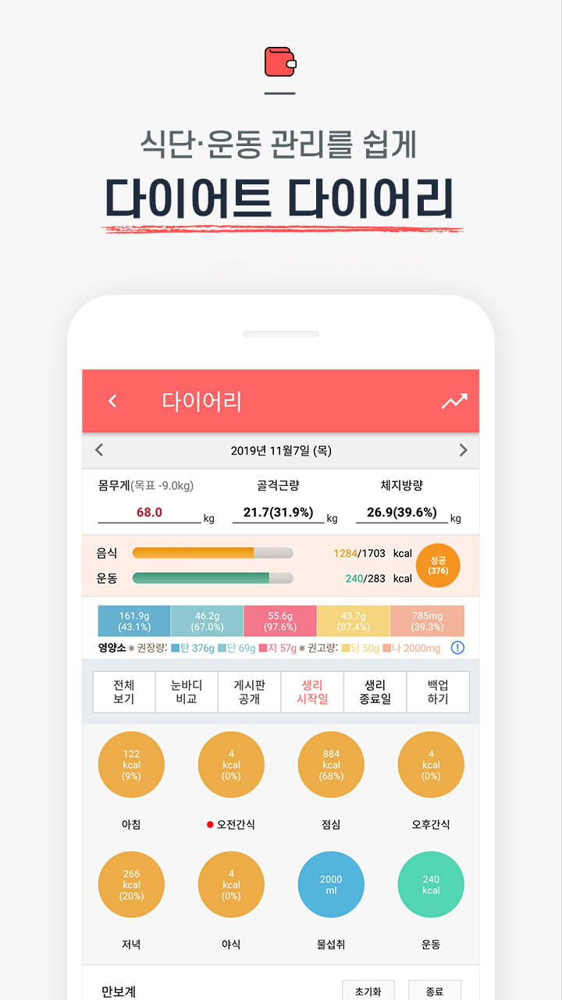 식단·운동 관리를 쉽게
다이어트 다이어리
다이어리
2019년 11월7일 (목)
몸무게(목표 -9.0kg) 골격근량 체지방량
68.0 kg 21.7(31.9%) kg 26.9(39.6%) kg
음식 1284/1703 kcal
운동 240/283 kcal
성공
(376)
161.9g 46.2g 55.6g 43.7g 785mg
(43.1%) (67.0%) (97.6%) (87.4%) (39.3%)
영양소 ※ 권장량: 탄 376g 단 69g 지 57g ※ 권고량: 당 50g 나 2000mg
전체 눈바디 게시판 생리 생리 백업
보기 비교 공개 시작일 종료일 하기
122 4 884 4
kcal kcal kcal kcal
(9%) (0%) (68%) (0%)
아침 오전간식 점심 오후간식
266 4 2000 240
kcal kcal ml kcal
(20%) (0%)
저녁 야식 물섭취 운동
만보계 초기화 종료